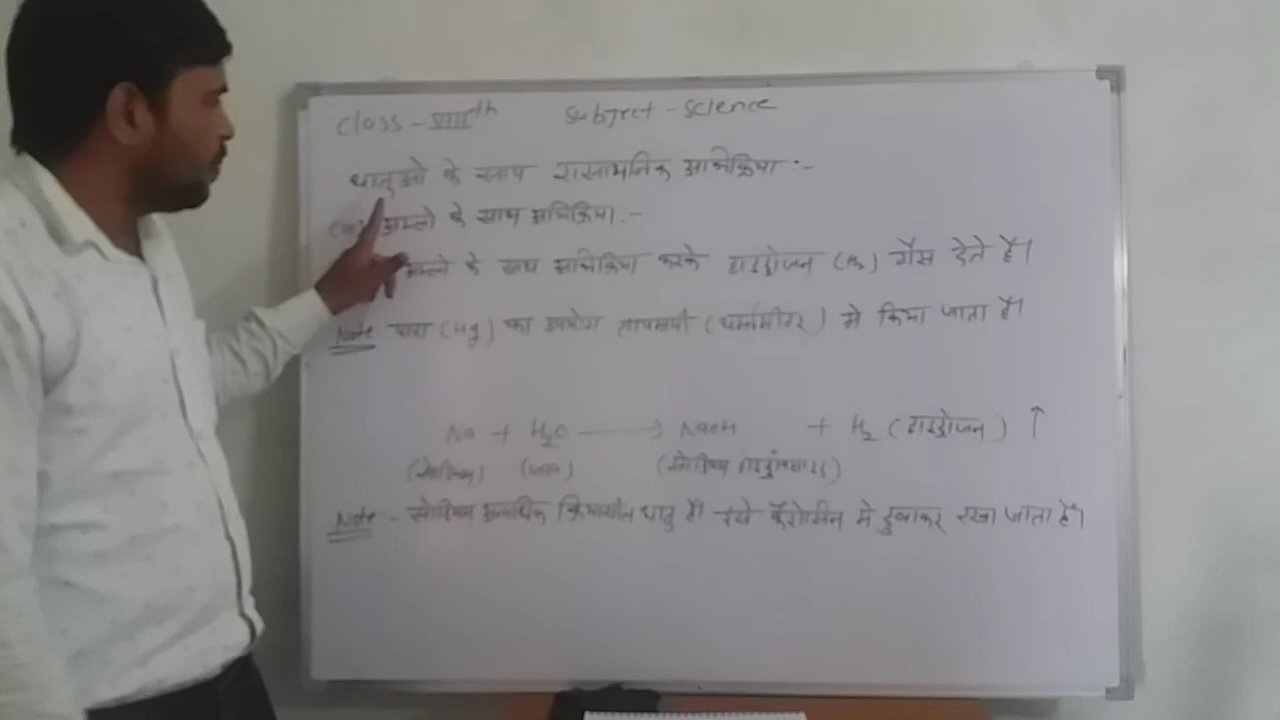 Class - VIIIth Subject - Science
धातुओ के साथ रासायनिक अभिक्रिया :-
अम्लो के साथ अभिक्रिया :-
अम्लो के साथ अभिक्रिया करके हाइड्रोजन (H₂) गैस देते है।
Note पारा (Hg) का उपयोग तापमापी (थर्मामीटर) मे किया जाता है।
Na + H₂O ⟶ NaOH + H₂ (हाइड्रोजन) ↑
(सोडियम) (जल) (सोडियम हाइड्रॉक्साइड)
Note :- सोडियम अत्यधिक क्रियाशील धातु है। इसे कैरोसीन मे डुबाकर रखा जाता है।